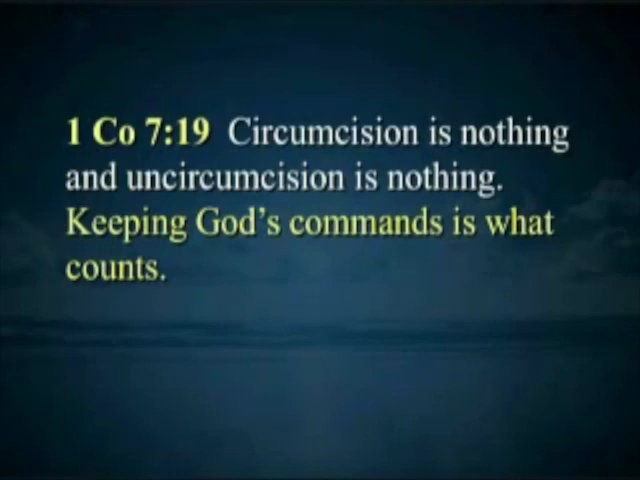 1 Co 7:19 Circumcision is nothing
and uncircumcision is nothing.
Keeping God's commands is what
counts.